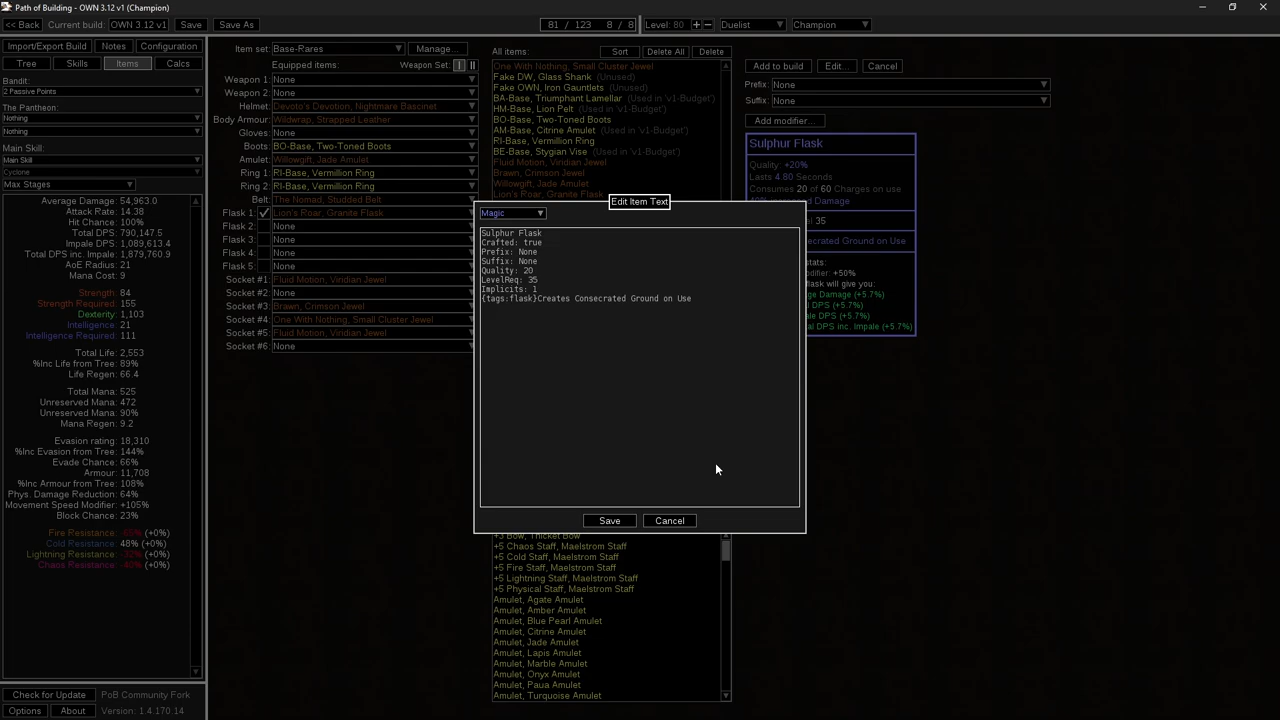 Path of Building - OWN 3.12 v1 (Champion)
<< Back Current build: OWN 3.12 v1 Save Save As 81 / 123 8 / 8 Level: 80 + - Duelist Champion
Import/Export Build Notes Configuration
Tree Skills Items Calcs
Bandit:
2 Passive Points
The Pantheon:
Nothing
Nothing
Main Skill:
Main Skill
Cyclone
Max Stages
Average Damage: 54,963.0
Attack Rate: 14.38
Hit Chance: 100%
Total DPS: 790,147.5
Impale DPS: 1,089,613.4
Total DPS inc. Impale: 1,879,760.9
AoE Radius: 21
Mana Cost: 9
Strength: 84
Strength Required: 155
Dexterity: 1,103
Intelligence: 21
Intelligence Required: 111
Total Life: 2,553
%Inc Life from Tree: 89%
Life Regen: 66.4
Total Mana: 525
Unreserved Mana: 472
Unreserved Mana: 90%
Mana Regen: 9.2
Evasion rating: 18,310
%Inc Evasion from Tree: 144%
Evade Chance: 66%
Armour: 11,708
%Inc Armour from Tree: 108%
Phys. Damage Reduction: 64%
Movement Speed Modifier: +105%
Block Chance: 23%
Fire Resistance: (+0%)
Cold Resistance: 48% (+0%)
Lightning Resistance: (+0%)
Chaos Resistance: (+0%)
Check for Update PoB Community Fork
Options About Version: 1.4.170.14
Item set: Base-Rares Manage...
Equipped items: Weapon Set: I II
Weapon 1: None
Weapon 2: None
Helmet: Devoto's Devotion, Nightmare Bascinet
Body Armour: Wildwrap, Strapped Leather
Gloves: None
Boots: BO-Base, Two-Toned Boots
Amulet: Willowgift, Jade Amulet
Ring 1: RI-Base, Vermillion Ring
Ring 2: RI-Base, Vermillion Ring
Belt: The Nomad, Studded Belt
Flask 1: Lion's Roar, Granite Flask
Flask 2: None
Flask 3: None
Flask 4: None
Flask 5: None
Socket #1: Fluid Motion, Viridian Jewel
Socket #2: None
Socket #3: Brawn, Crimson Jewel
Socket #4: One With Nothing, Small Cluster Jewel
Socket #5: Fluid Motion, Viridian Jewel
Socket #6: None
All items: Sort Delete All Delete
One With Nothing, Small Cluster Jewel
Fake DW, Glass Shank (Unused)
Fake OWN, Iron Gauntlets (Unused)
BA-Base, Triumphant Lamellar (Used in 'v1-Budget')
HM-Base, Lion Pelt (Used in 'v1-Budget')
BO-Base, Two-Toned Boots
AM-Base, Citrine Amulet (Used in 'v1-Budget')
RI-Base, Vermillion Ring
BE-Base, Stygian Vise (Used in 'v1-Budget')
Fluid Motion, Viridian Jewel
Brawn, Crimson Jewel
Willowgift, Jade Amulet
Lion's Roar, Granite Flask
Edit Item Text
Magic
Sulphur Flask
Crafted: true
Prefix: None
Suffix: None
Quality: 20
LevelReq: 35
Implicits: 1
{tags:flask}Creates Consecrated Ground on Use
Save Cancel
+3 Bow, Thicket Bow
+5 Chaos Staff, Maelstrom Staff
+5 Cold Staff, Maelstrom Staff
+5 Fire Staff, Maelstrom Staff
+5 Lightning Staff, Maelstrom Staff
+5 Physical Staff, Maelstrom Staff
Amulet, Agate Amulet
Amulet, Amber Amulet
Amulet, Blue Pearl Amulet
Amulet, Citrine Amulet
Amulet, Jade Amulet
Amulet, Lapis Amulet
Amulet, Marble Amulet
Amulet, Onyx Amulet
Amulet, Paua Amulet
Amulet, Turquoise Amulet
Add to build Edit... Cancel
Prefix: None
Suffix: None
Add modifier...
Sulphur Flask
Quality: +20%
Lasts 4.80 Seconds
Consumes 20 of 60 Charges on use
Damage
35
Ground on Use
+50%
flask will give you:
Damage (+5.7%)
DPS (+5.7%)
DPS (+5.7%)
DPS inc. Impale (+5.7%)